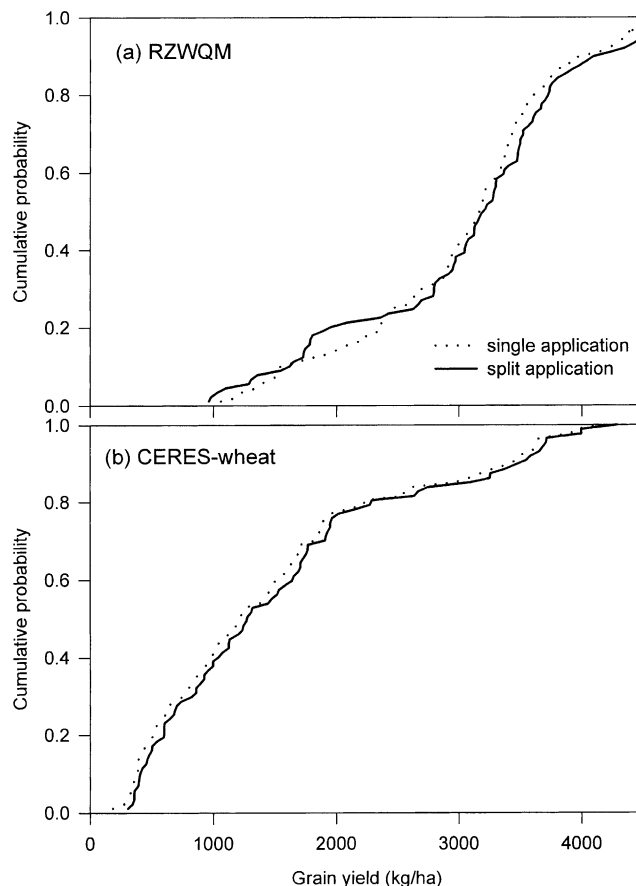 1.0
(a) RZWQM
0.8
0.6
Cumulative probability
0.4
0.2
single application
split application
0.0
1.0
(b) CERES-wheat
0.8
0.6
Cumulative probability
0.4
0.2
0.0
0 1000 2000 3000 4000
Grain yield (kg/ha)